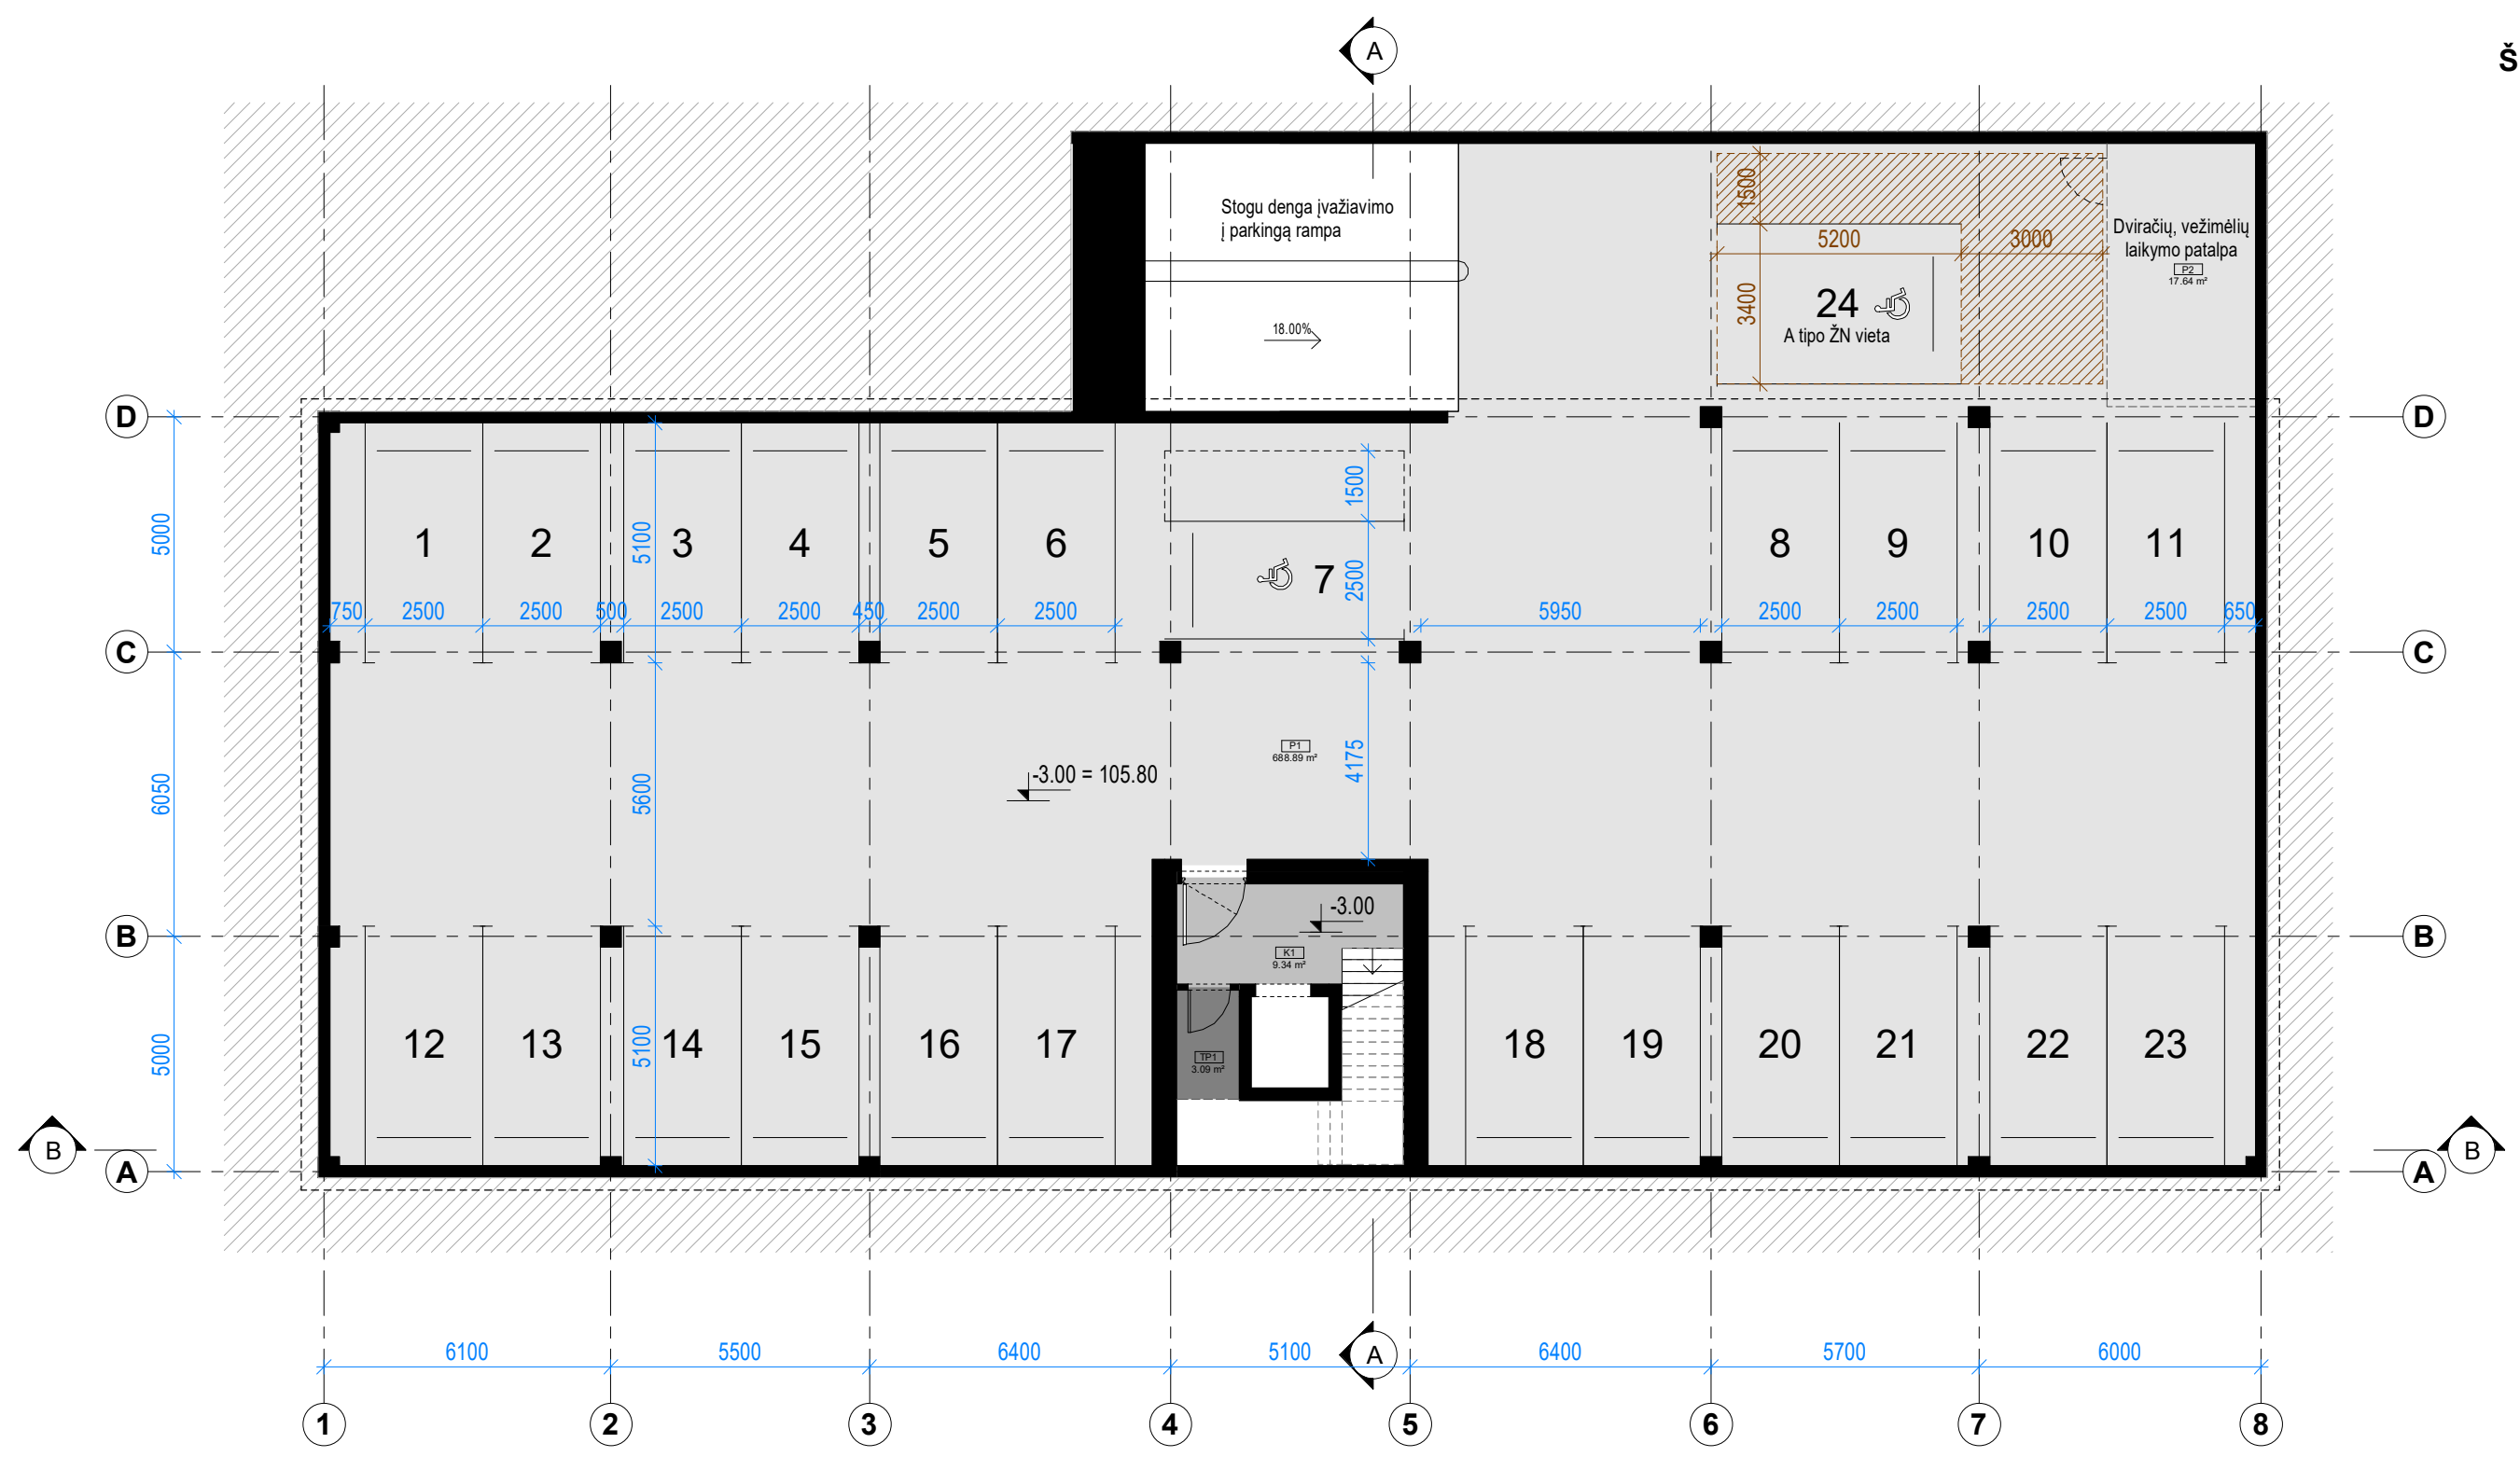 A
Š
Stogu denga įvažiavimo
į parkingą rampa
18.00%
1500
5200
3000
3400
24
A tipo ŽN vieta
Dviračių, vežimėlių
laikymo patalpa
P2
17.64 m²
D
D
5000
1
2
5100
3
4
5
6
1500
2500
7
8
9
10
11
750
2500
2500
500
2500
2500
450
2500
2500
5950
2500
2500
2500
2500
650
C
C
6050
5600
P1
688.89 m²
4175
-3.00 = 105.80
-3.00
B
B
K1
9.34 m²
5000
12
13
5100
14
15
16
17
TP1
3.09 m²
18
19
20
21
22
23
B
B
A
A
6100
5500
6400
5100
A
6400
5700
6000
1
2
3
4
5
6
7
8